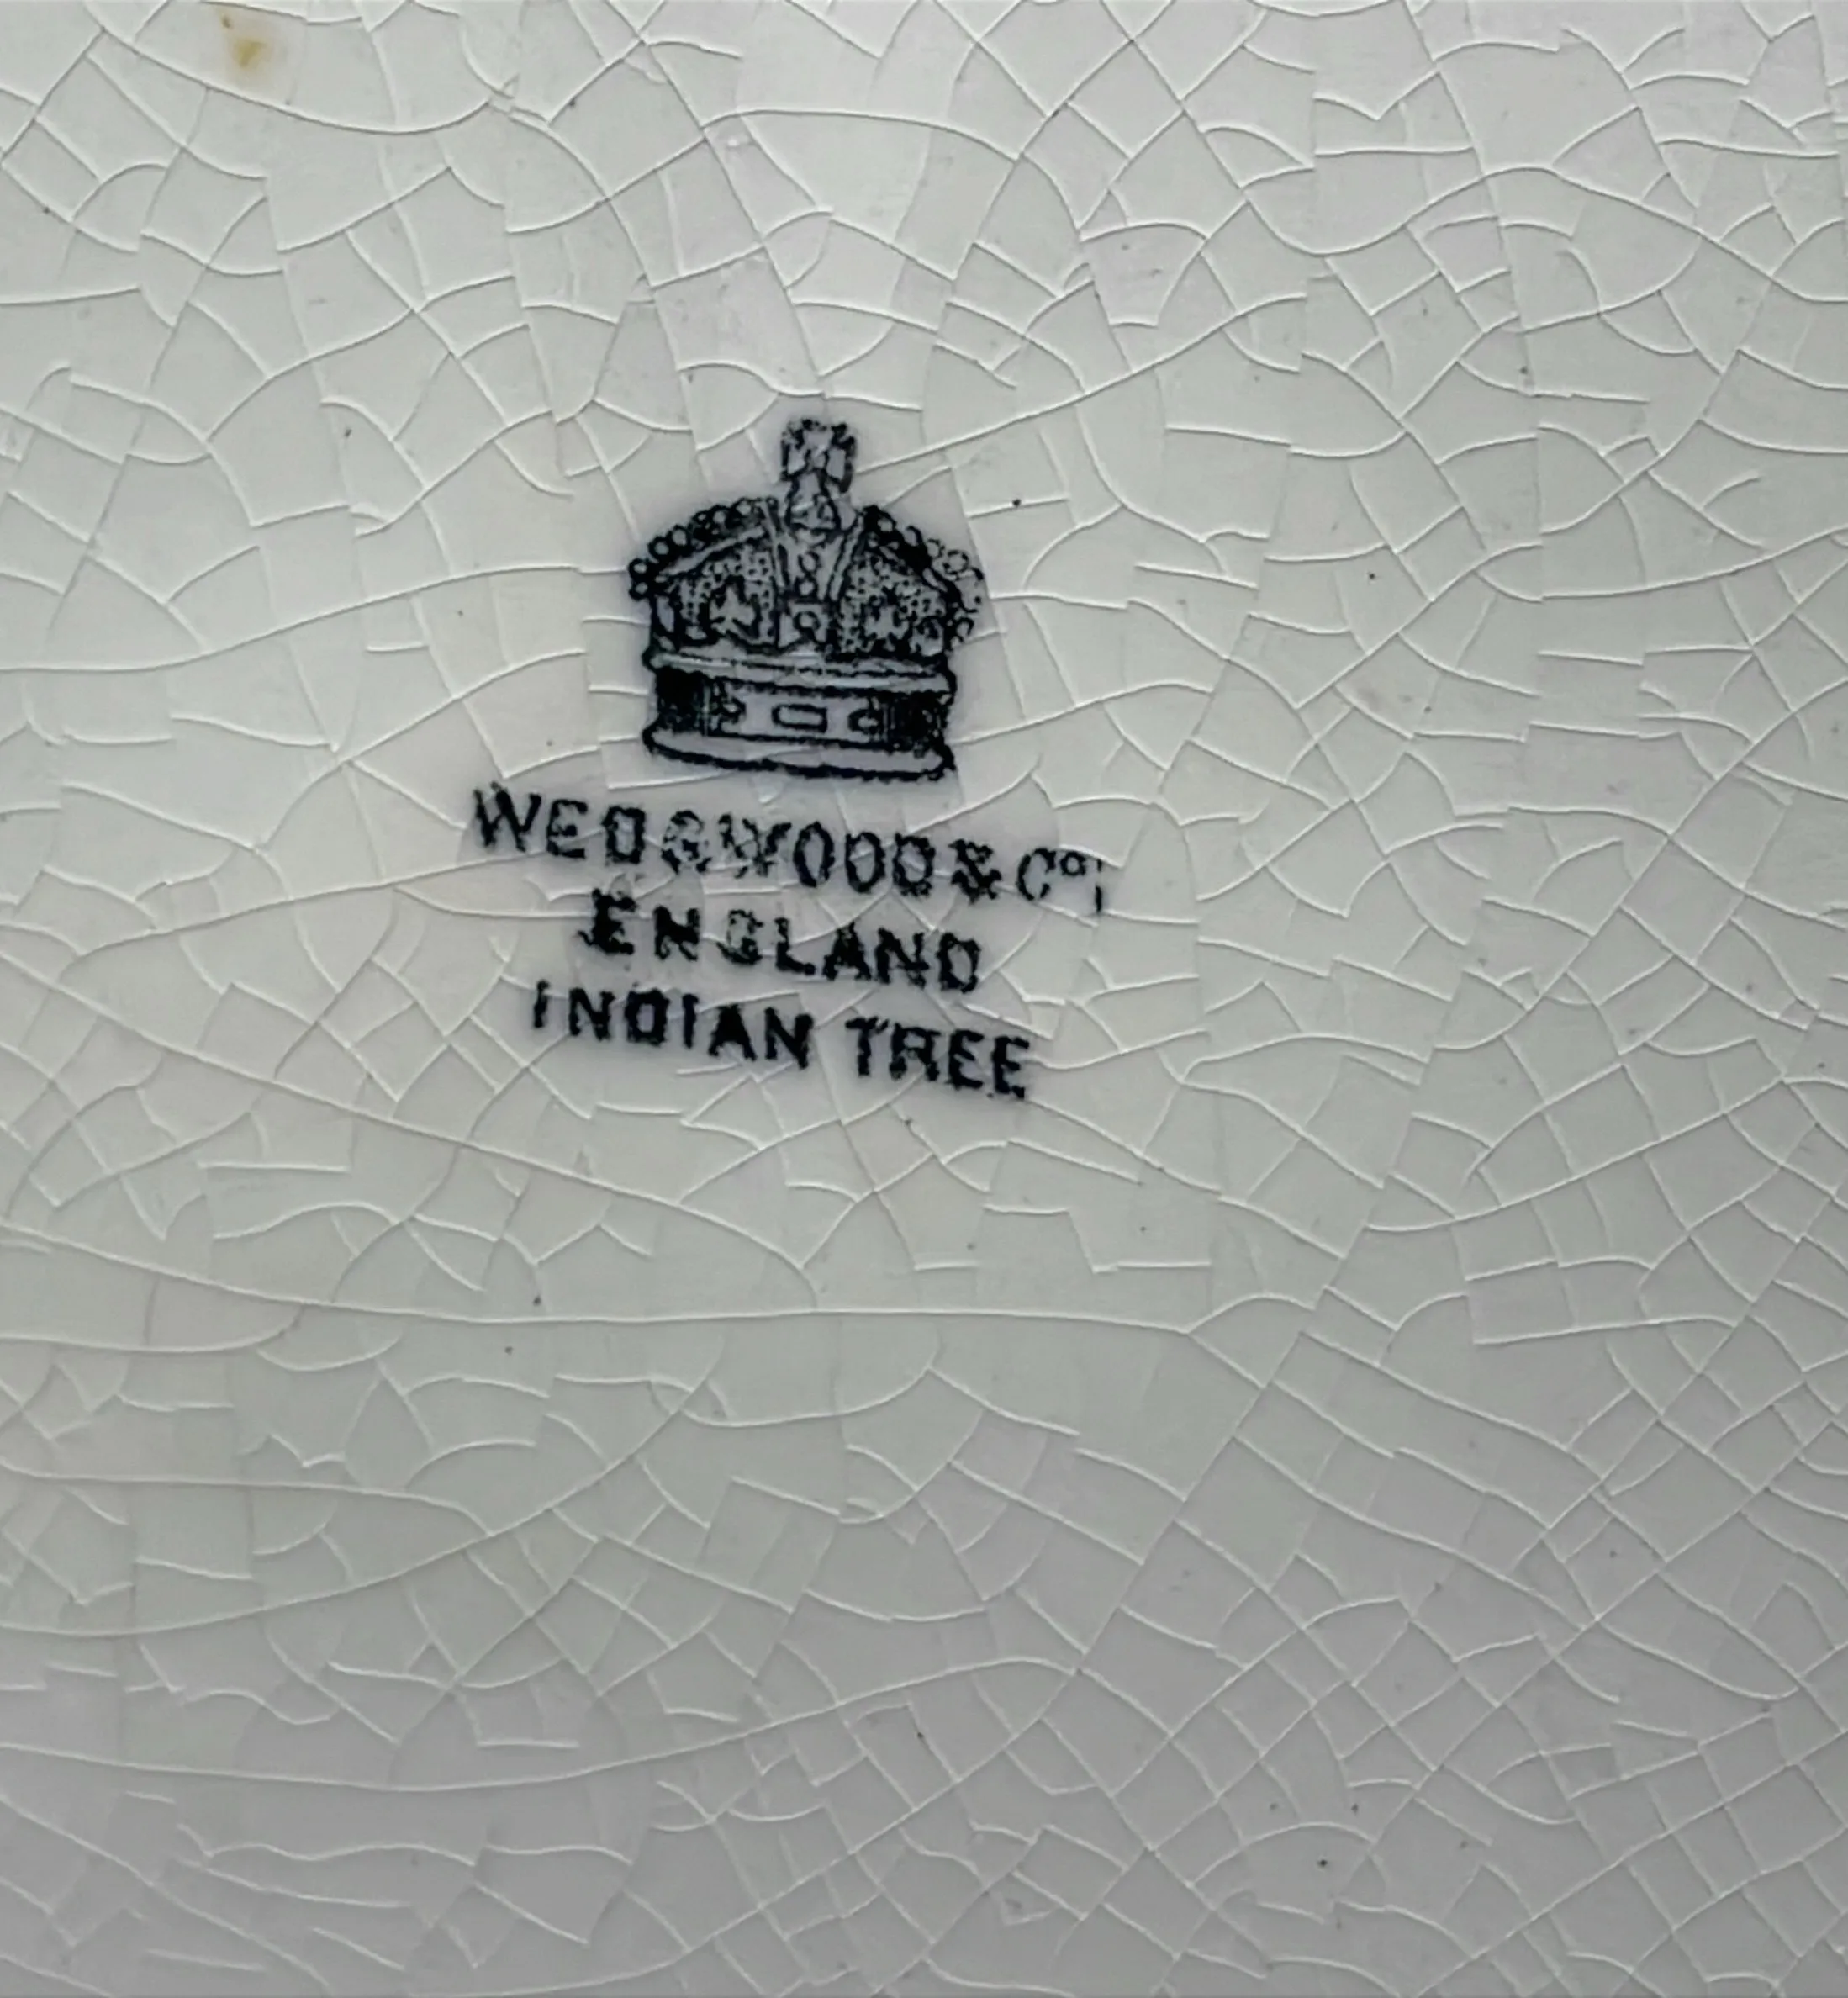 WEDGWOOD & Cº
ENGLAND
INDIAN TREE